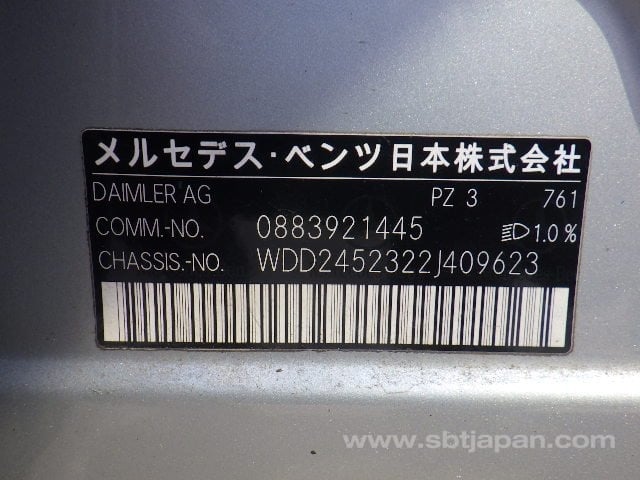 メルセデス・ベンツ日本株式会社
DAIMLER AG PZ 3 761
COMM.-NO. 0883921445 1.0%
CHASSIS.-NO. WDD2452322J409623
www.sbtjapan.com